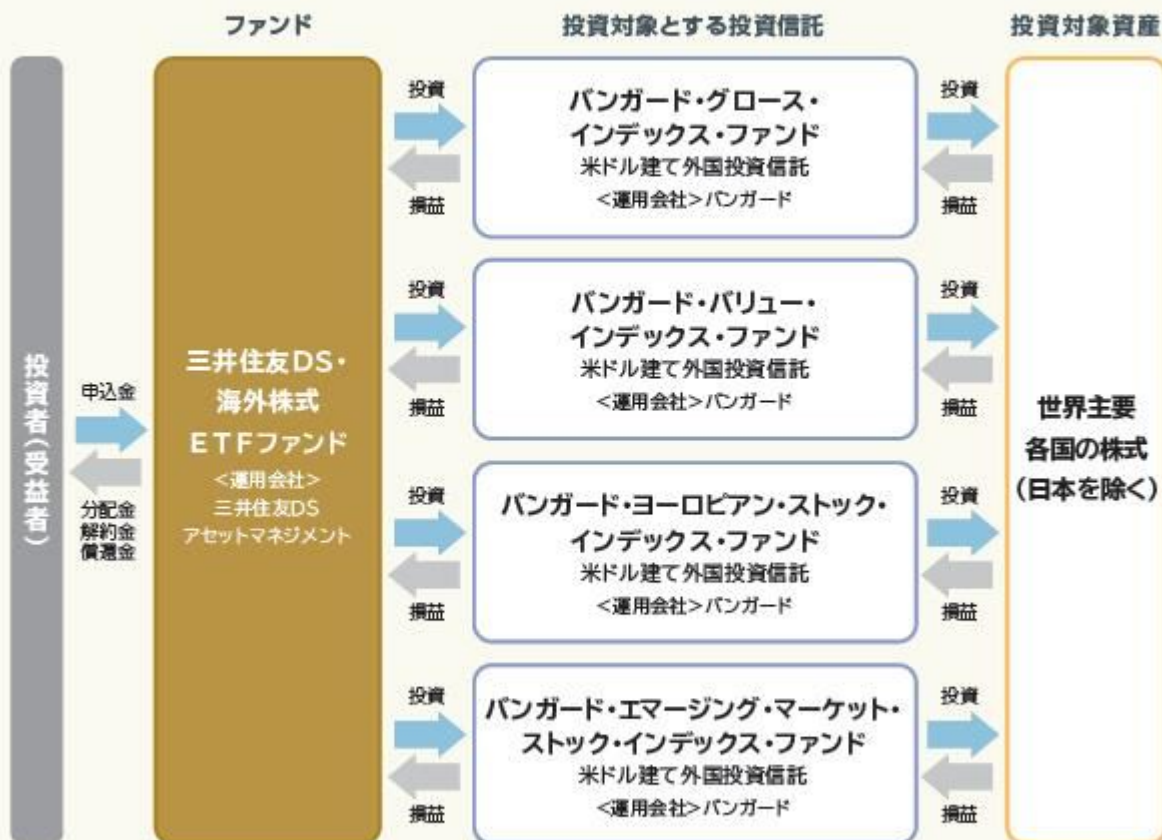 ファンド
投資対象とする投資信託
投資対象資産
投資者(受益者)
申込金
分配金
解約金
償還金
三井住友DS・
海外株式
ETFファンド
<運用会社>
三井住友DS
アセットマネジメント
投資
損益
バンガード・グロース・
インデックス・ファンド
米ドル建て外国投資信託
<運用会社>バンガード
投資
損益
投資
損益
バンガード・バリュー・
インデックス・ファンド
米ドル建て外国投資信託
<運用会社>バンガード
投資
損益
投資
損益
バンガード・ヨーロピアン・ストック・
インデックス・ファンド
米ドル建て外国投資信託
<運用会社>バンガード
投資
損益
投資
損益
バンガード・エマージング・マーケット・
ストック・インデックス・ファンド
米ドル建て外国投資信託
<運用会社>バンガード
投資
損益
世界主要
各国の株式
(日本を除く)